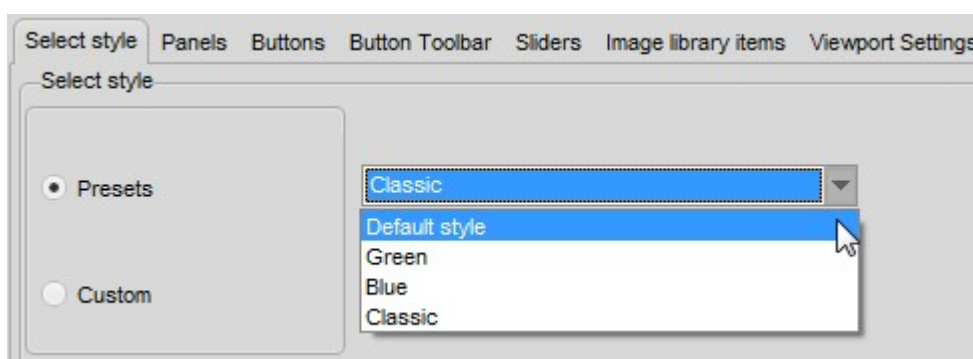 Select style Panels Buttons Button Toolbar Sliders Image library items Viewport Settings
Select style
Presets
Classic
Default style
Green
Blue
Custom
Classic